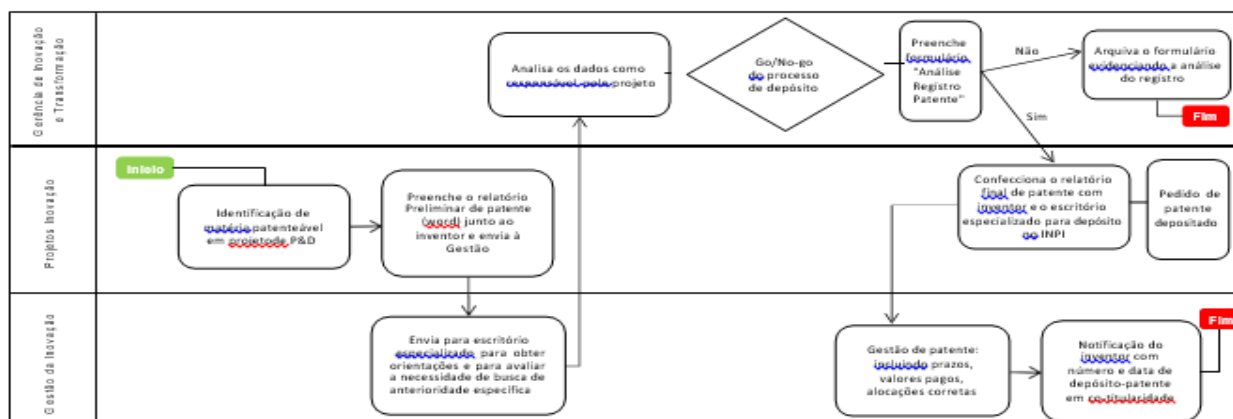 Gerência de Inovação
e Transformação
Analisa os dados como
responsável pelo projeto
Go/No-go
do processo
de depósito
Preenche
formulário
"Análise
Registro
Patente"
Não
Sim
Arquiva o formulário
evidenciando a análise
do registro
Fim
Projetos Inovação
Início
Identificação de
matéria patenteável
em projetode P&D
Preenche o relatório
Preliminar de patente
(word) junto ao
inventor e envia à
Gestão
Confecciona o relatório
final de patente com
inventor e o escritório
especializado para depósito
no INPI
Pedido de
patente
depositado
Gestão da Inovação
Envia para escritório
especializado para obter
orientações e para avaliar
a necessidade de busca de
anterioridade específica
Gestão de patente:
incluindo prazos,
valores pagos,
alocações corretas
Notificação do
inventor com
número e data de
depósito-patente
em co-titularidade
Fim